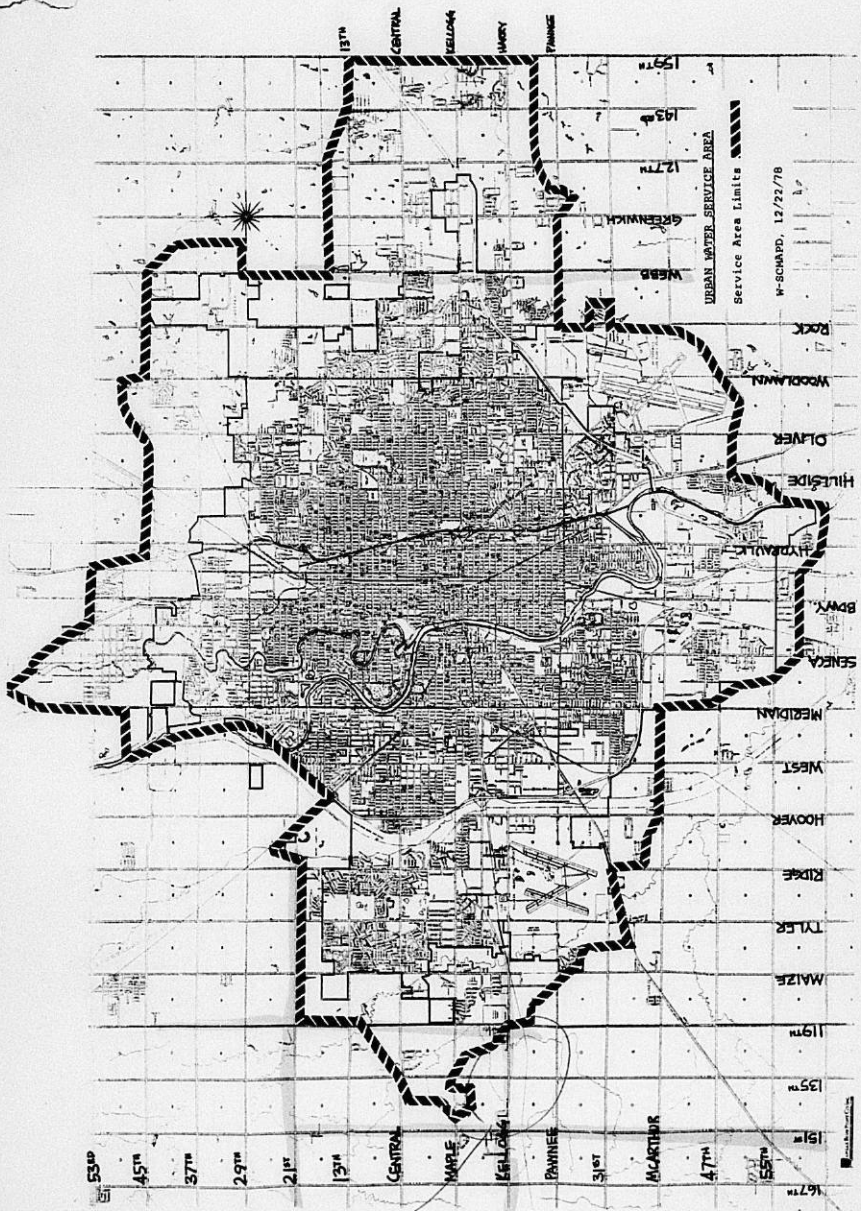 13TH
CENTRAL
KELLOGG
HARRY
PAWNEE
159TH
143RD
127TH
GREENWICH
WEBB
ROCK
WOODLAWN
OLIVER
HILLSIDE
HYDRAULIC
BDWY.
SENECA
MERIDIAN
WEST
HOOVER
RIDGE
TYLER
MAIZE
119TH
135TH
151ST
167TH
URBAN WATER SERVICE AREA
Service Area Limits
W-SCHAPD, 12/22/78
53RD
45TH
37TH
29TH
21ST
13TH
CENTRAL
MAPLE
KELLOGG
PAWNEE
31ST
MCARTHUR
47TH
55TH